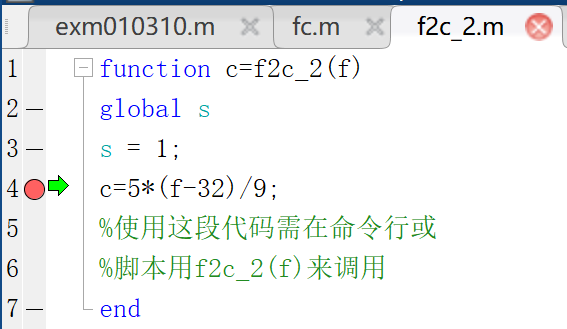 exm010310.m fc.m f2c_2.m
1 function c=f2c_2(f)
2 global s
3 s = 1;
4 c=5*(f-32)/9;
5 %使用这段代码需在命令行或
6 %脚本用f2c_2(f)来调用
7 end